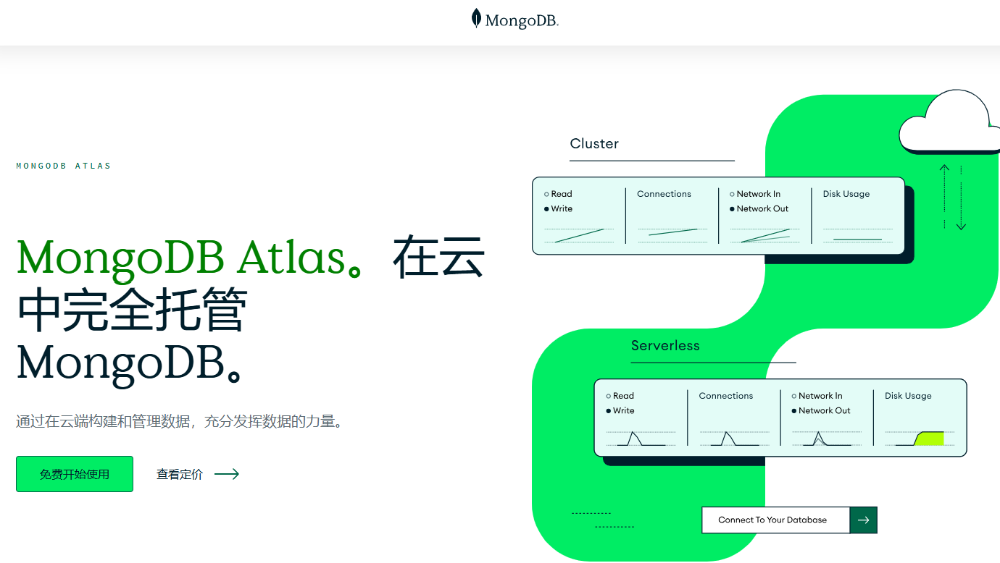 MongoDB.
MONGODB ATLAS
MongoDB Atlas。在云
中完全托管
MongoDB。
通过在云端构建和管理数据，充分发挥数据的力量。
免费开始使用 查看定价
Cluster
Read Connections Network In Disk Usage
Write Network Out
Serverless
Read Connections Network In Disk Usage
Write Network Out
Connect To Your Database